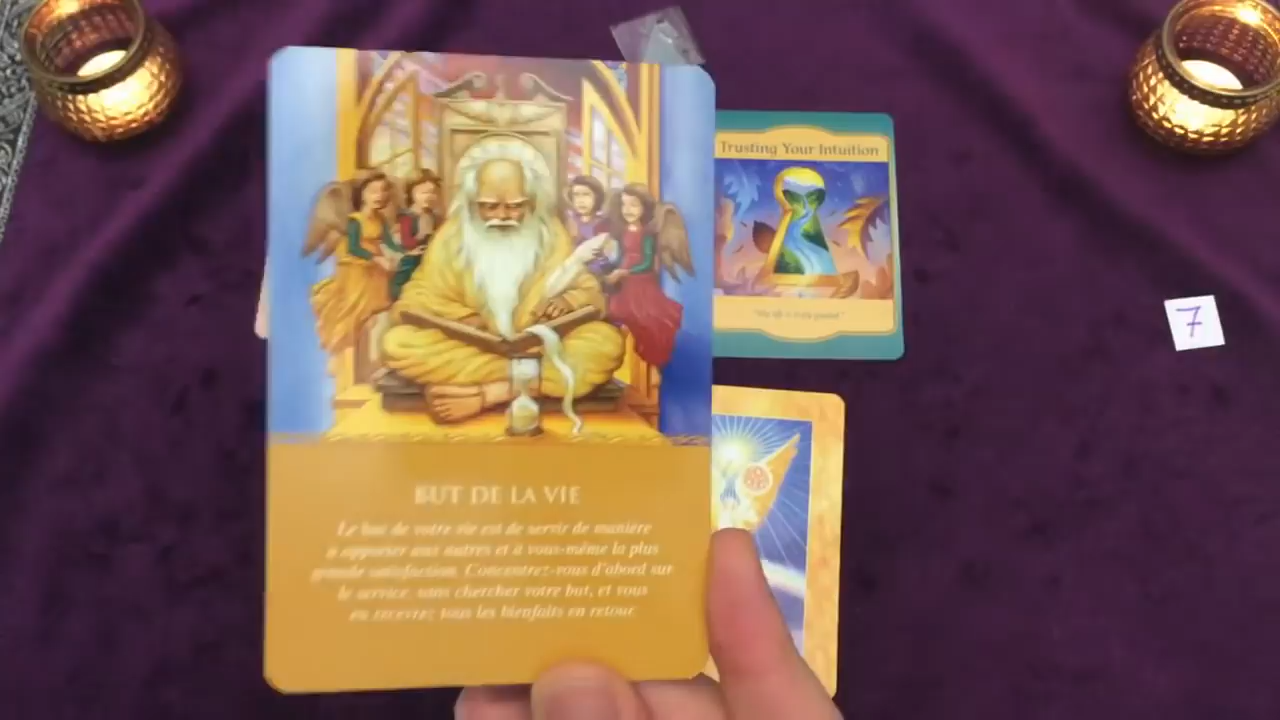 Trusting Your Intuition
7
BUT DE LA VIE
Le but de votre vie est de servir de manière
à apporter aux autres et à vous-même la plus
grande satisfaction. Concentrez-vous d'abord sur
le service, sans chercher votre but, et vous
en recevrez tous les bienfaits en retour.